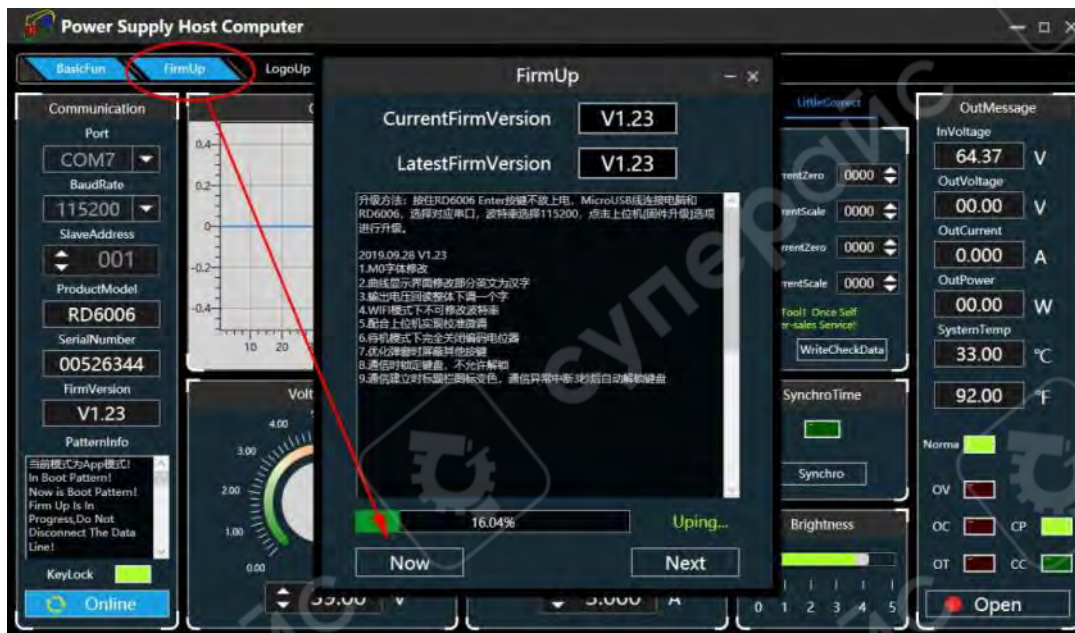 Power Supply Host Computer
BasicFun
FirmUp
LogoUp
Communication
Port
COM7
BaudRate
115200
SlaveAddress
001
ProductModel
RD6006
SerialNumber
00526344
FirmVersion
V1.23
PatternInfo
当前模式为App模式!
In Boot Pattern!
Now is Boot Pattern!
Firm Up Is In
Progress,Do Not
Disconnect The Data
Line!
KeyLock
Online
0.4
0.2
0
-0.2
-0.4
10 20
Volt
4.00
3.00
2.00
1.00
0.00
39.00 V
5.000 A
FirmUp
CurrentFirmVersion V1.23
LatestFirmVersion V1.23
升级方法：按住RD6006 Enter按键不放上电，MicroUSB线连接电脑和
RD6006，选择对应串口，波特率选择115200，点击上位机[固件升级]选项
进行升级。
2019.09.28 V1.23
1.M0字体修改
2.曲线显示界面修改部分英文为汉字
3.输出电压回读整体下调一个字
4.WIFI模式下不可修改波特率
5.配合上位机实现校准微调
6.待机模式下完全关闭编码电位器
7.优化弹窗时屏蔽其他按键
8.通信时锁定键盘，不允许解锁
9.通信建立时标题栏图标变色，通信异常中断3秒后自动解锁键盘
16.04%
Uping...
Now
Next
LittleCorrect
rentZero 0000
rentScale 0000
rrentZero 0000
rrentScale 0000
Tool! Once Self
er-sales Service!
WriteCheckData
SynchroTime
Synchro
Brightness
0 1 2 3 4 5
OutMessage
InVoltage
64.37 V
OutVoltage
00.00 V
OutCurrent
0.000 A
OutPower
00.00 W
SystemTemp
33.00 ℃
92.00 ℉
Norma
OV
OC CP
OT CC
Open
суперайс